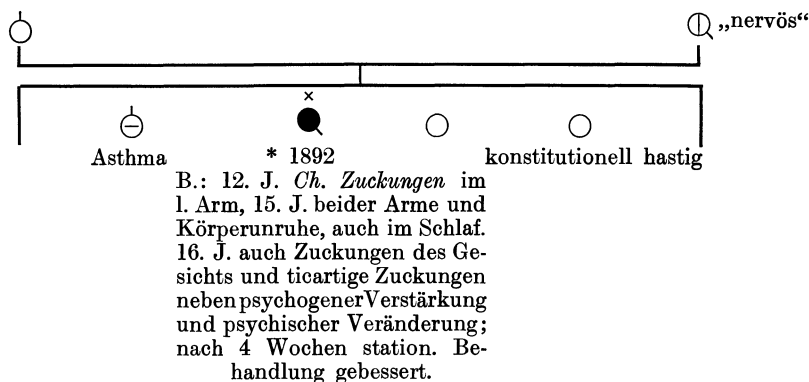 „nervös“
×
Asthma
* 1892
konstitutionell hastig
B.: 12. J. Ch. Zuckungen im
l. Arm, 15. J. beider Arme und
Körperunruhe, auch im Schlaf.
16. J. auch Zuckungen des Ge-
sichts und ticartige Zuckungen
neben psychogener Verstärkung
und psychischer Veränderung;
nach 4 Wochen station. Be-
handlung gebessert.